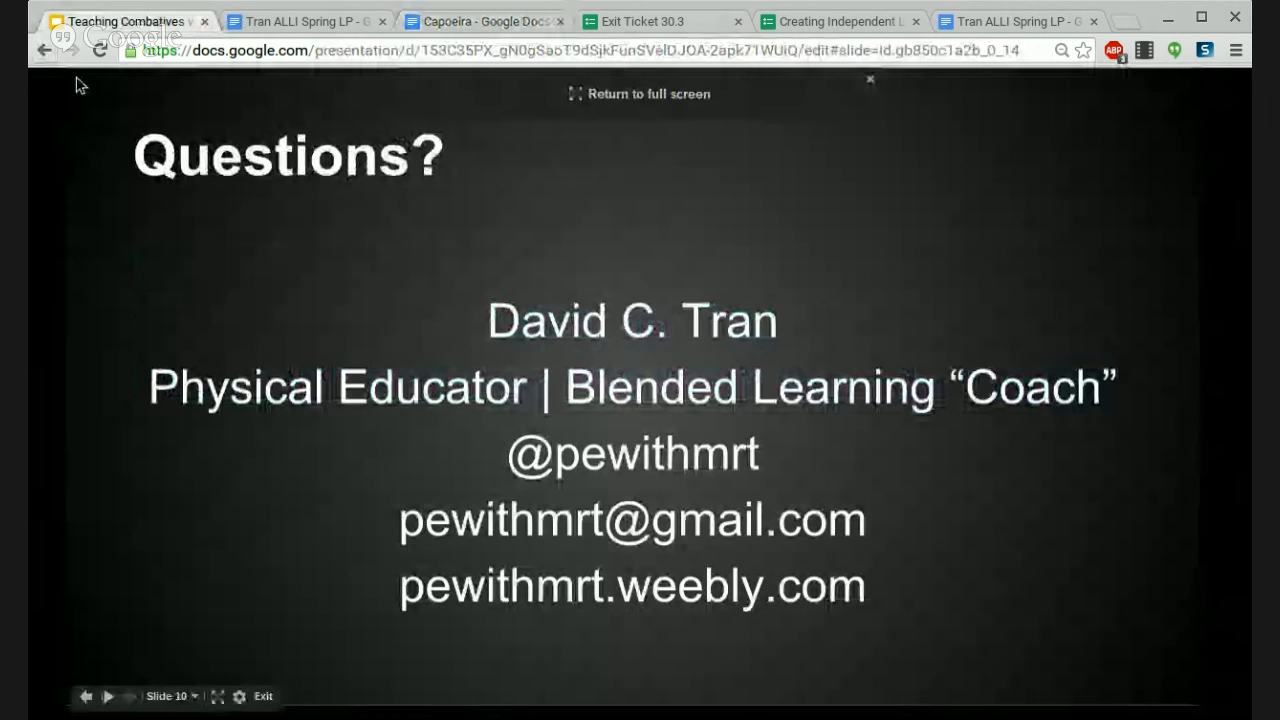 Teaching Combatives w
Tran ALLI Spring LP - G
Capoeira - Google Docs
Exit Ticket 30.3
Creating Independent L
Tran ALLI Spring LP - G
Google
ABP
Return to full screen
Questions?
David C. Tran
Physical Educator | Blended Learning “Coach”
@pewithmrt
pewithmrt@gmail.com
pewithmrt.weebly.com
Slide 10
Exit